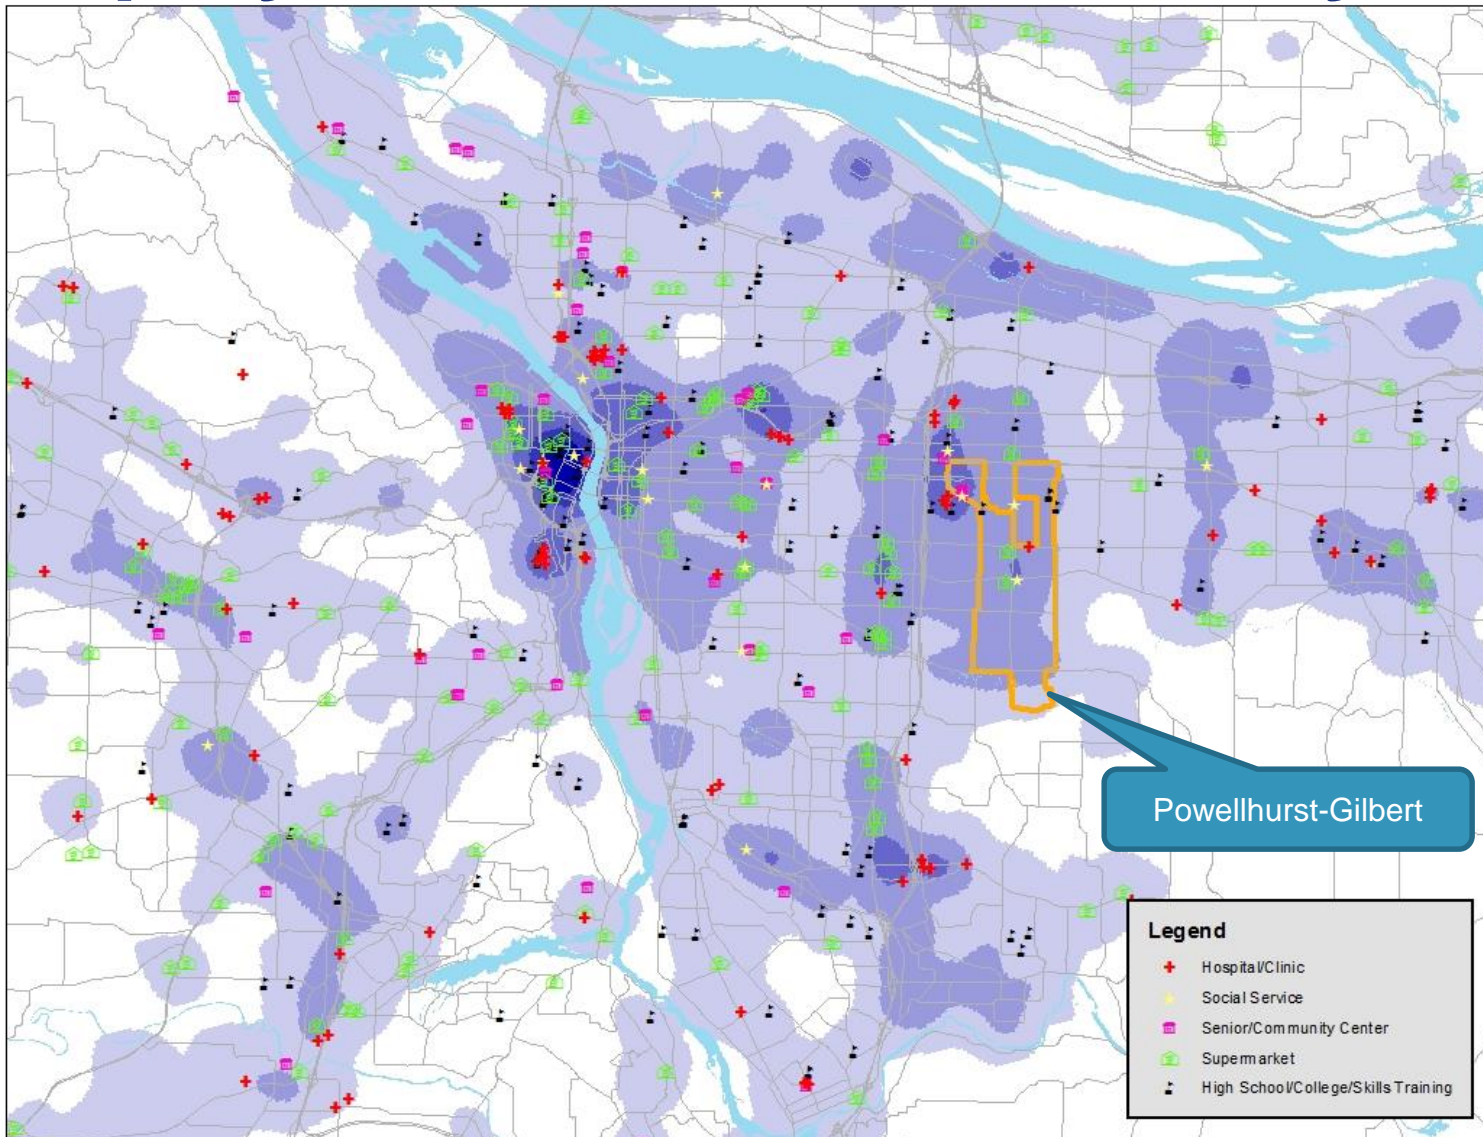 Powellhurst-Gilbert
Legend
Hospital/Clinic
Social Service
Senior/Community Center
Supermarket
High School/College/Skills Training